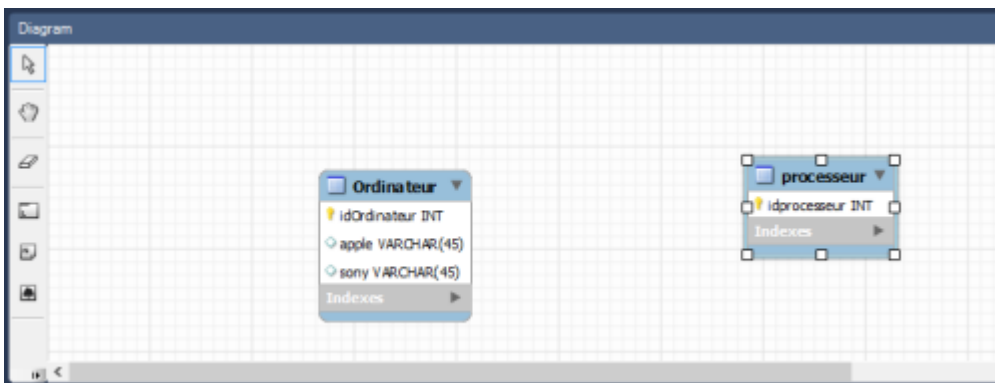 Diagram
Ordinateur
idOrdinateur INT
apple VARCHAR(45)
sony VARCHAR(45)
Indexes
processeur
idprocesseur INT
Indexes